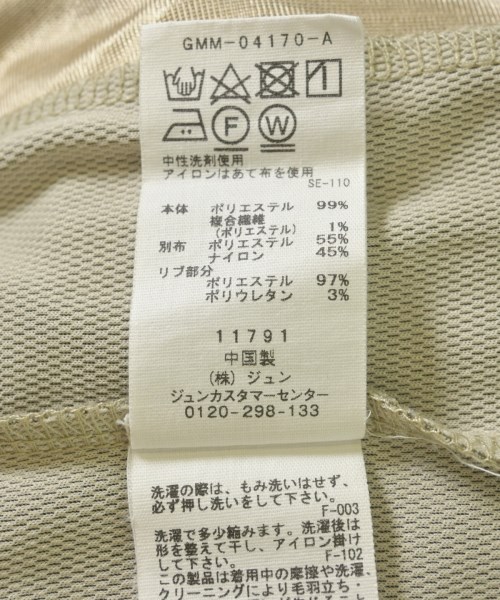 GMM-04170-A
F W
中性洗剤使用
アイロンはあて布を使用
SE-110
本体 ポリエステル 99%
複合繊維
(ポリエステル) 1%
別布 ポリエステル 55%
ナイロン 45%
リブ部分
ポリエステル 97%
ポリウレタン 3%
11791
中国製
(株) ジュン
ジュンカスタマーセンター
0120-298-133
洗濯の際は、もみ洗いはせず、
必ず押し洗いをして下さい。
F-003
洗濯で多少縮みます。洗濯後は
形を整えて干し、アイロン掛け
して下さい。
F-102
この製品は着用中の摩擦や洗濯、
クリーニングにより毛羽立ち・